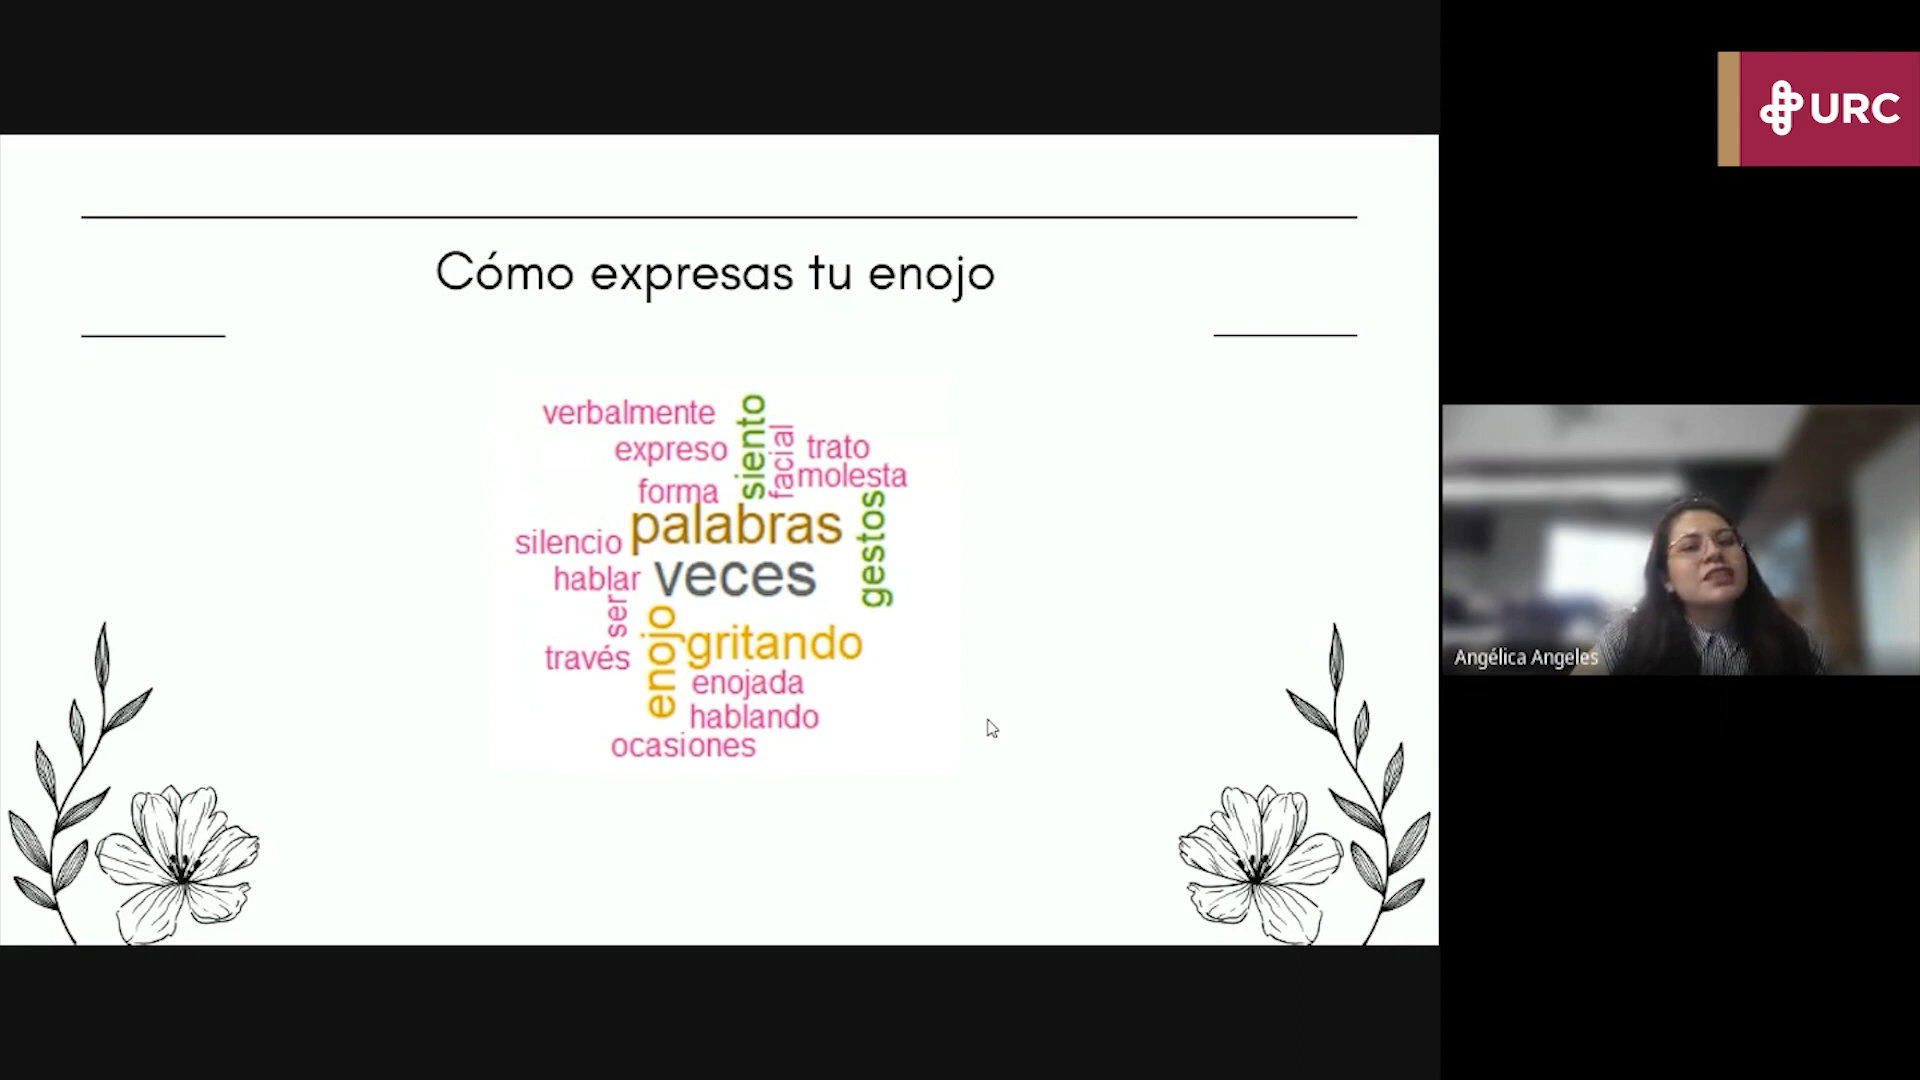 URC
Cómo expresas tu enojo
verbalmente
siento
expreso
facial
trato
molesta
forma
palabras
gestos
silencio
hablar
veces
ser
enojo
gritando
través
enojada
hablando
ocasiones
Angélica Angeles